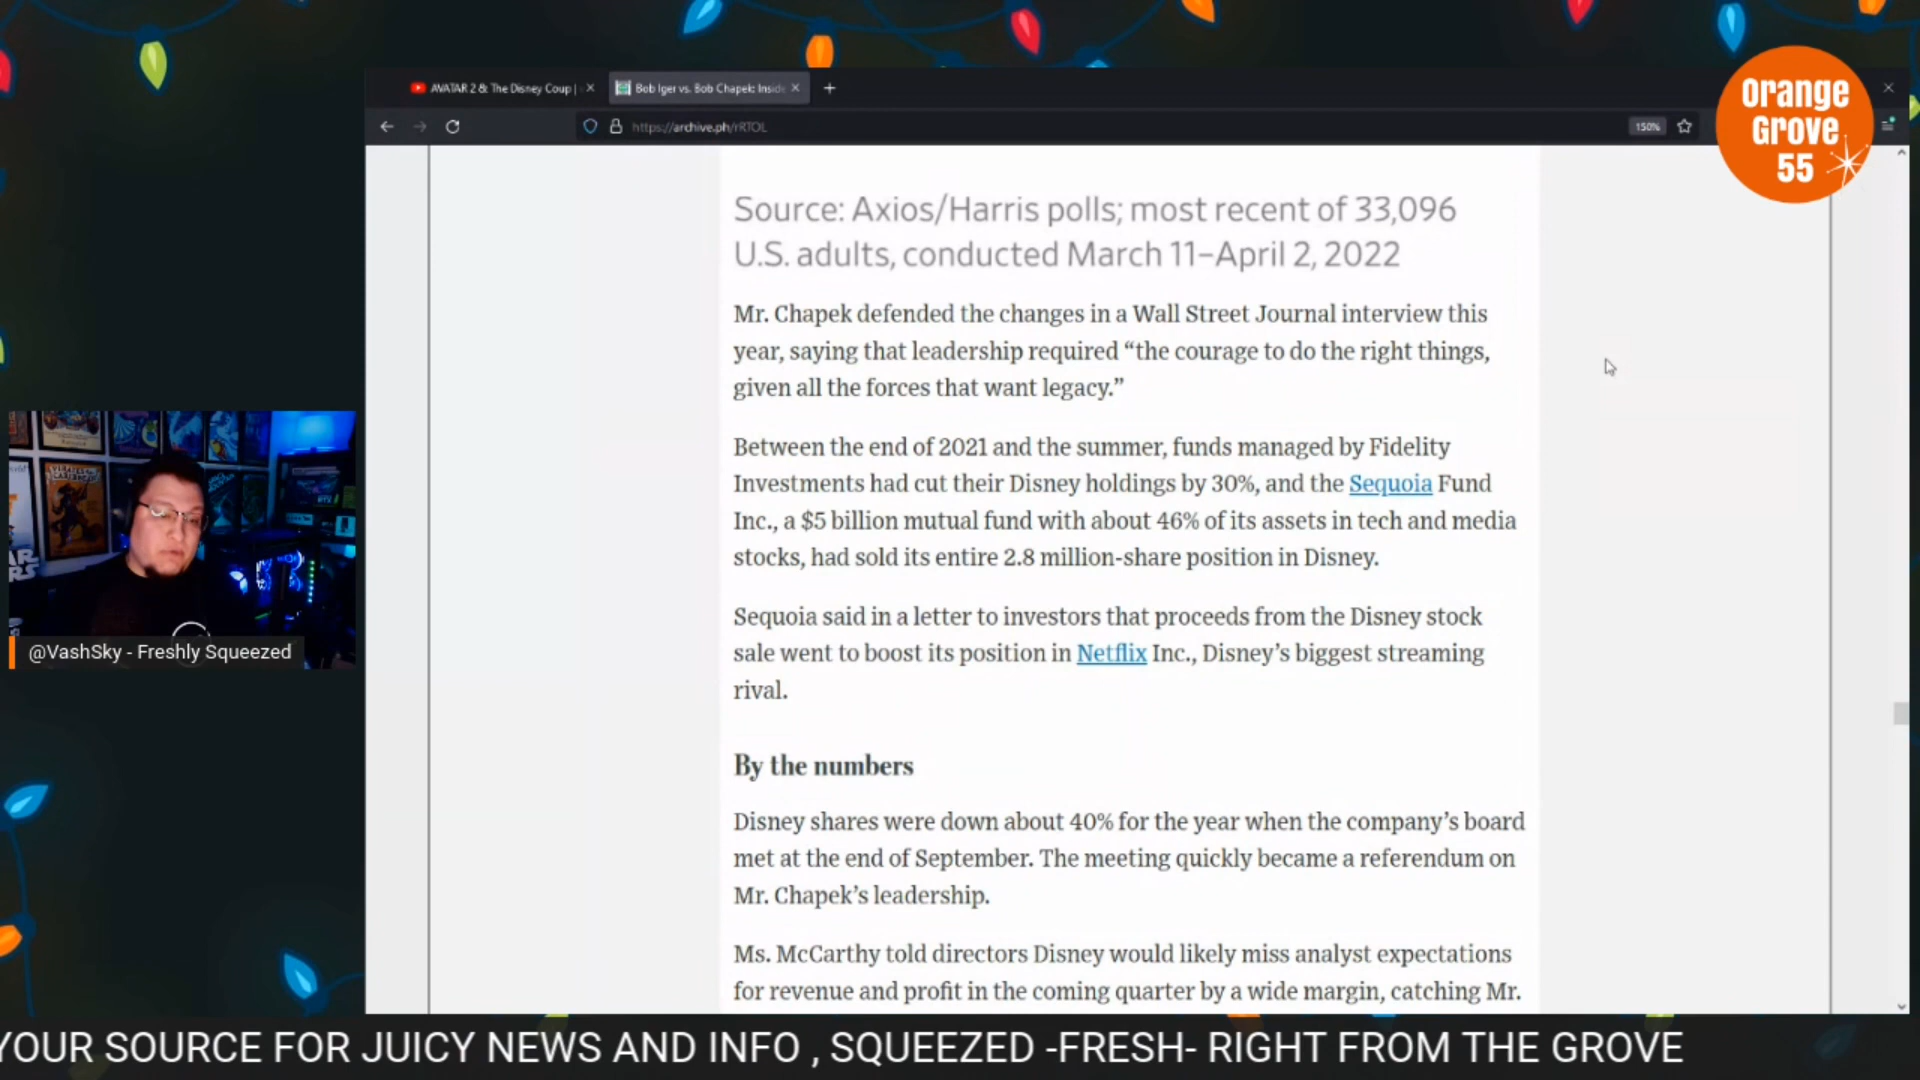 AVATAR 2 & The Disney Coup |
Bob Iger vs. Bob Chapek: Inside
https://archive.ph/rRTOL
150%
Orange
Grove
55
Source: Axios/Harris polls; most recent of 33,096
U.S. adults, conducted March 11–April 2, 2022
Mr. Chapek defended the changes in a Wall Street Journal interview this
year, saying that leadership required “the courage to do the right things,
given all the forces that want legacy.”
Between the end of 2021 and the summer, funds managed by Fidelity
Investments had cut their Disney holdings by 30%, and the Sequoia Fund
Inc., a $5 billion mutual fund with about 46% of its assets in tech and media
stocks, had sold its entire 2.8 million-share position in Disney.
Sequoia said in a letter to investors that proceeds from the Disney stock
sale went to boost its position in Netflix Inc., Disney’s biggest streaming
rival.
By the numbers
Disney shares were down about 40% for the year when the company’s board
met at the end of September. The meeting quickly became a referendum on
Mr. Chapek’s leadership.
Ms. McCarthy told directors Disney would likely miss analyst expectations
for revenue and profit in the coming quarter by a wide margin, catching Mr.
@VashSky - Freshly Squeezed
YOUR SOURCE FOR JUICY NEWS AND INFO , SQUEEZED -FRESH- RIGHT FROM THE GROVE